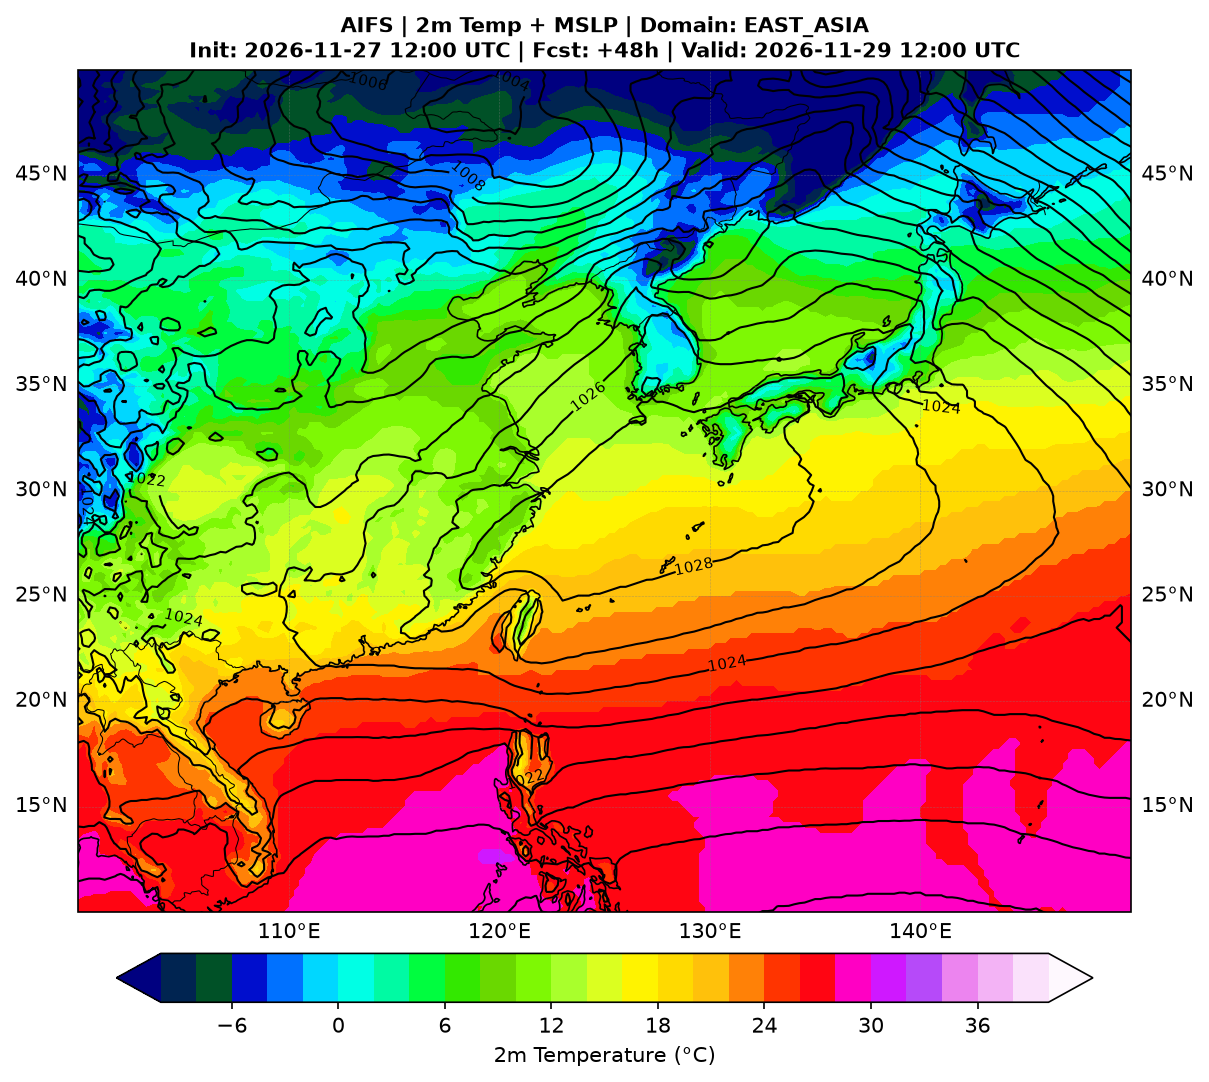 AIFS | 2m Temp + MSLP | Domain: EAST_ASIA
Init: 2026-11-27 12:00 UTC | Fcst: +48h | Valid: 2026-11-29 12:00 UTC
1006
1004
1008
45°N
45°N
40°N
40°N
1026
35°N
35°N
1024
1022
30°N
30°N
1024
1028
25°N
25°N
1024
1024
20°N
20°N
1022
15°N
15°N
110°E
120°E
130°E
140°E
−6
0
6
12
18
24
30
36
2m Temperature (°C)